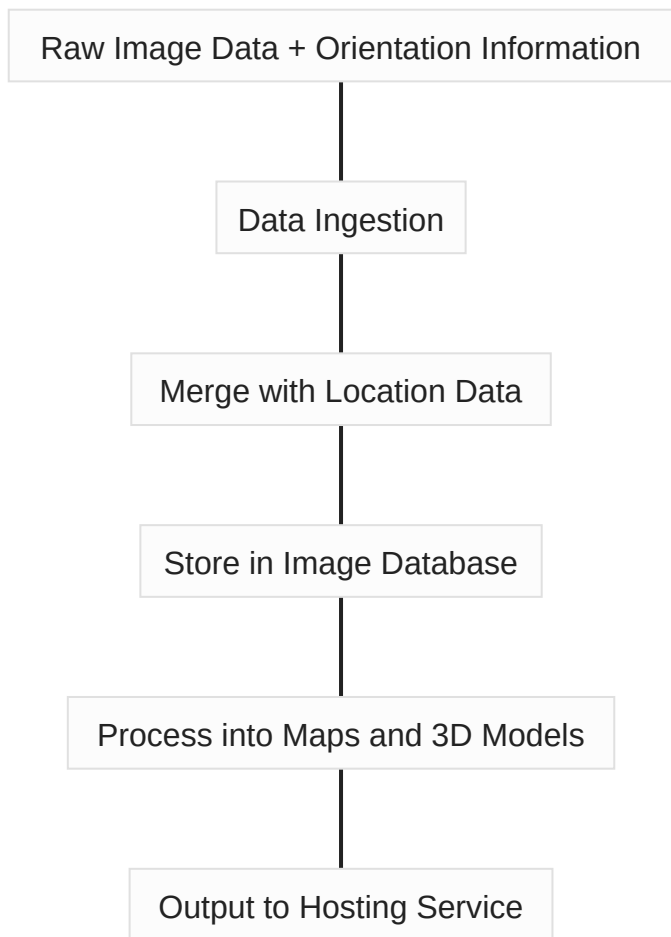 Raw Image Data + Orientation Information
Data Ingestion
Merge with Location Data
Store in Image Database
Process into Maps and 3D Models
Output to Hosting Service